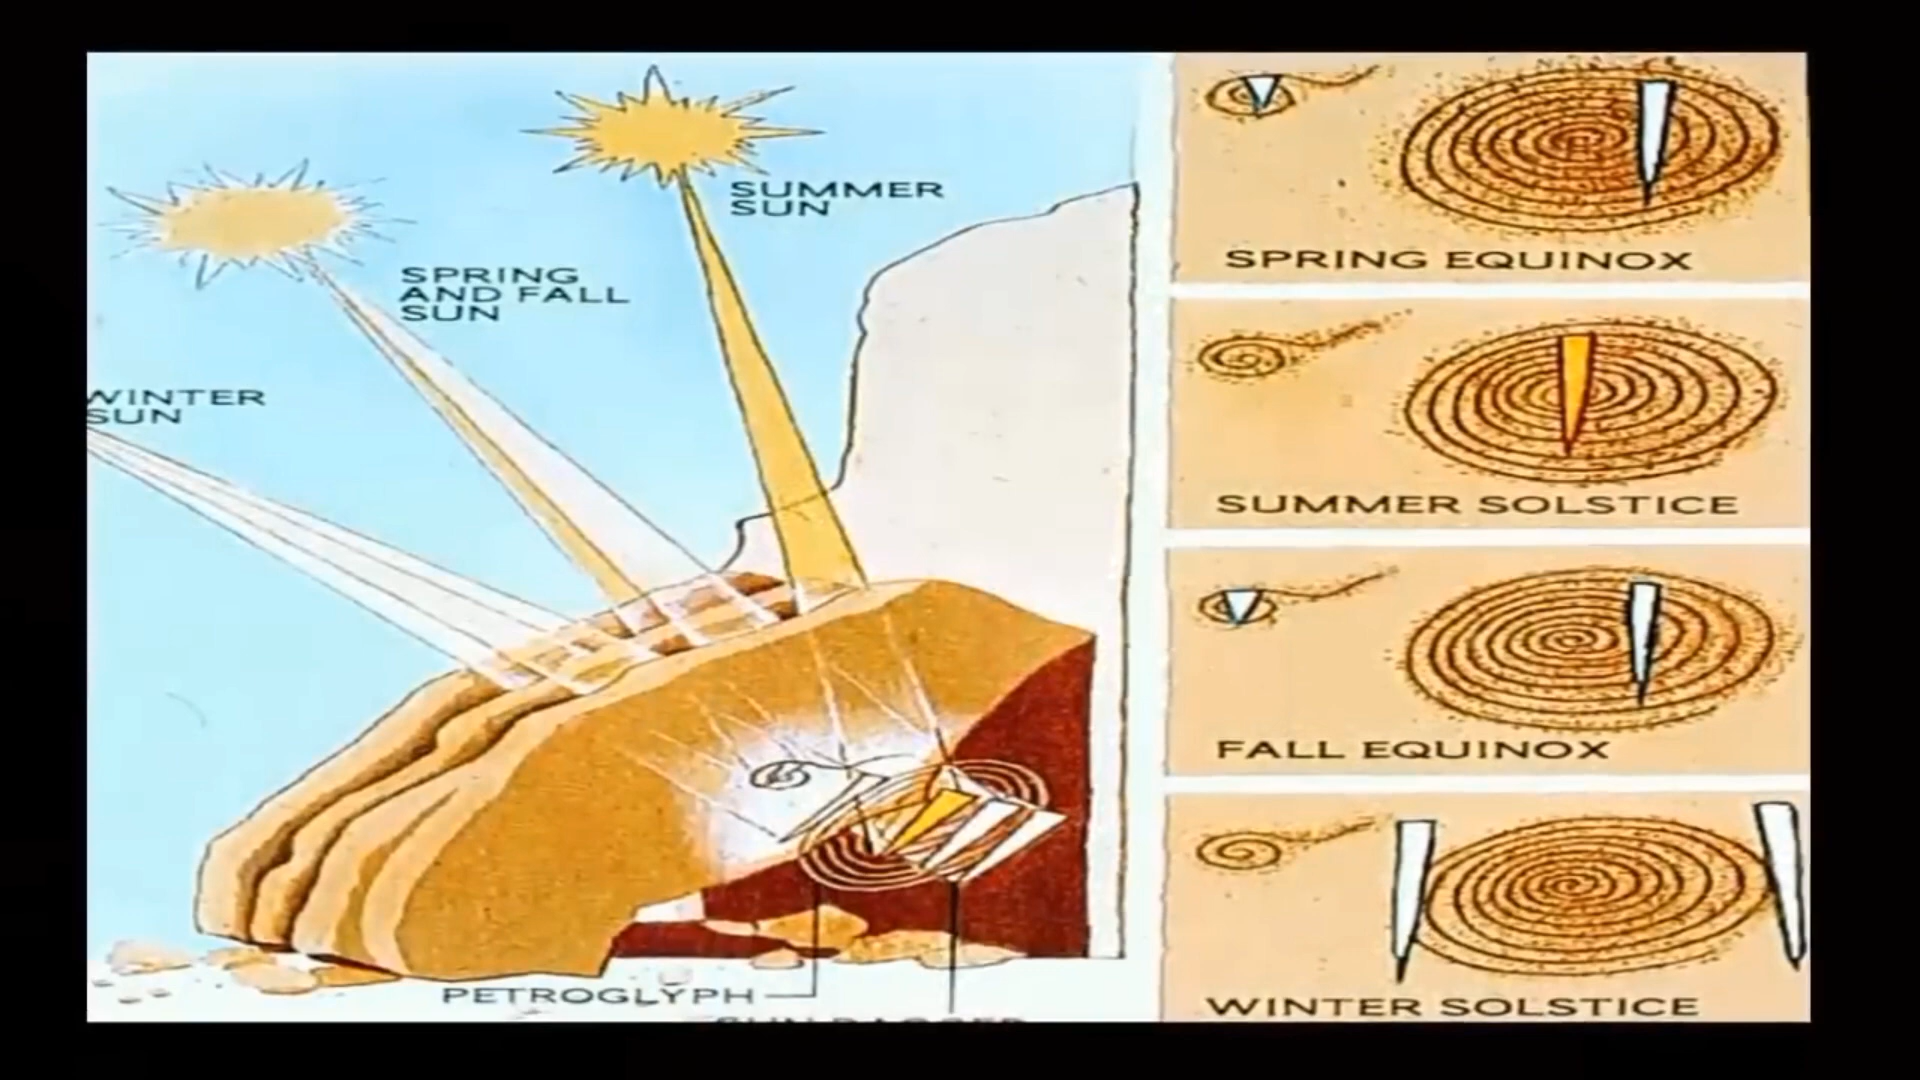 SUMMER
SUN
SPRING
AND FALL
SUN
WINTER
SUN
PETROGLYPH
SPRING EQUINOX
SUMMER SOLSTICE
FALL EQUINOX
WINTER SOLSTICE